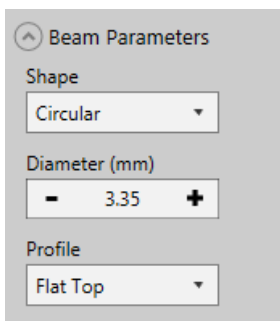 Beam Parameters
Shape
Circular
Diameter (mm)
- 3.35 +
Profile
Flat Top